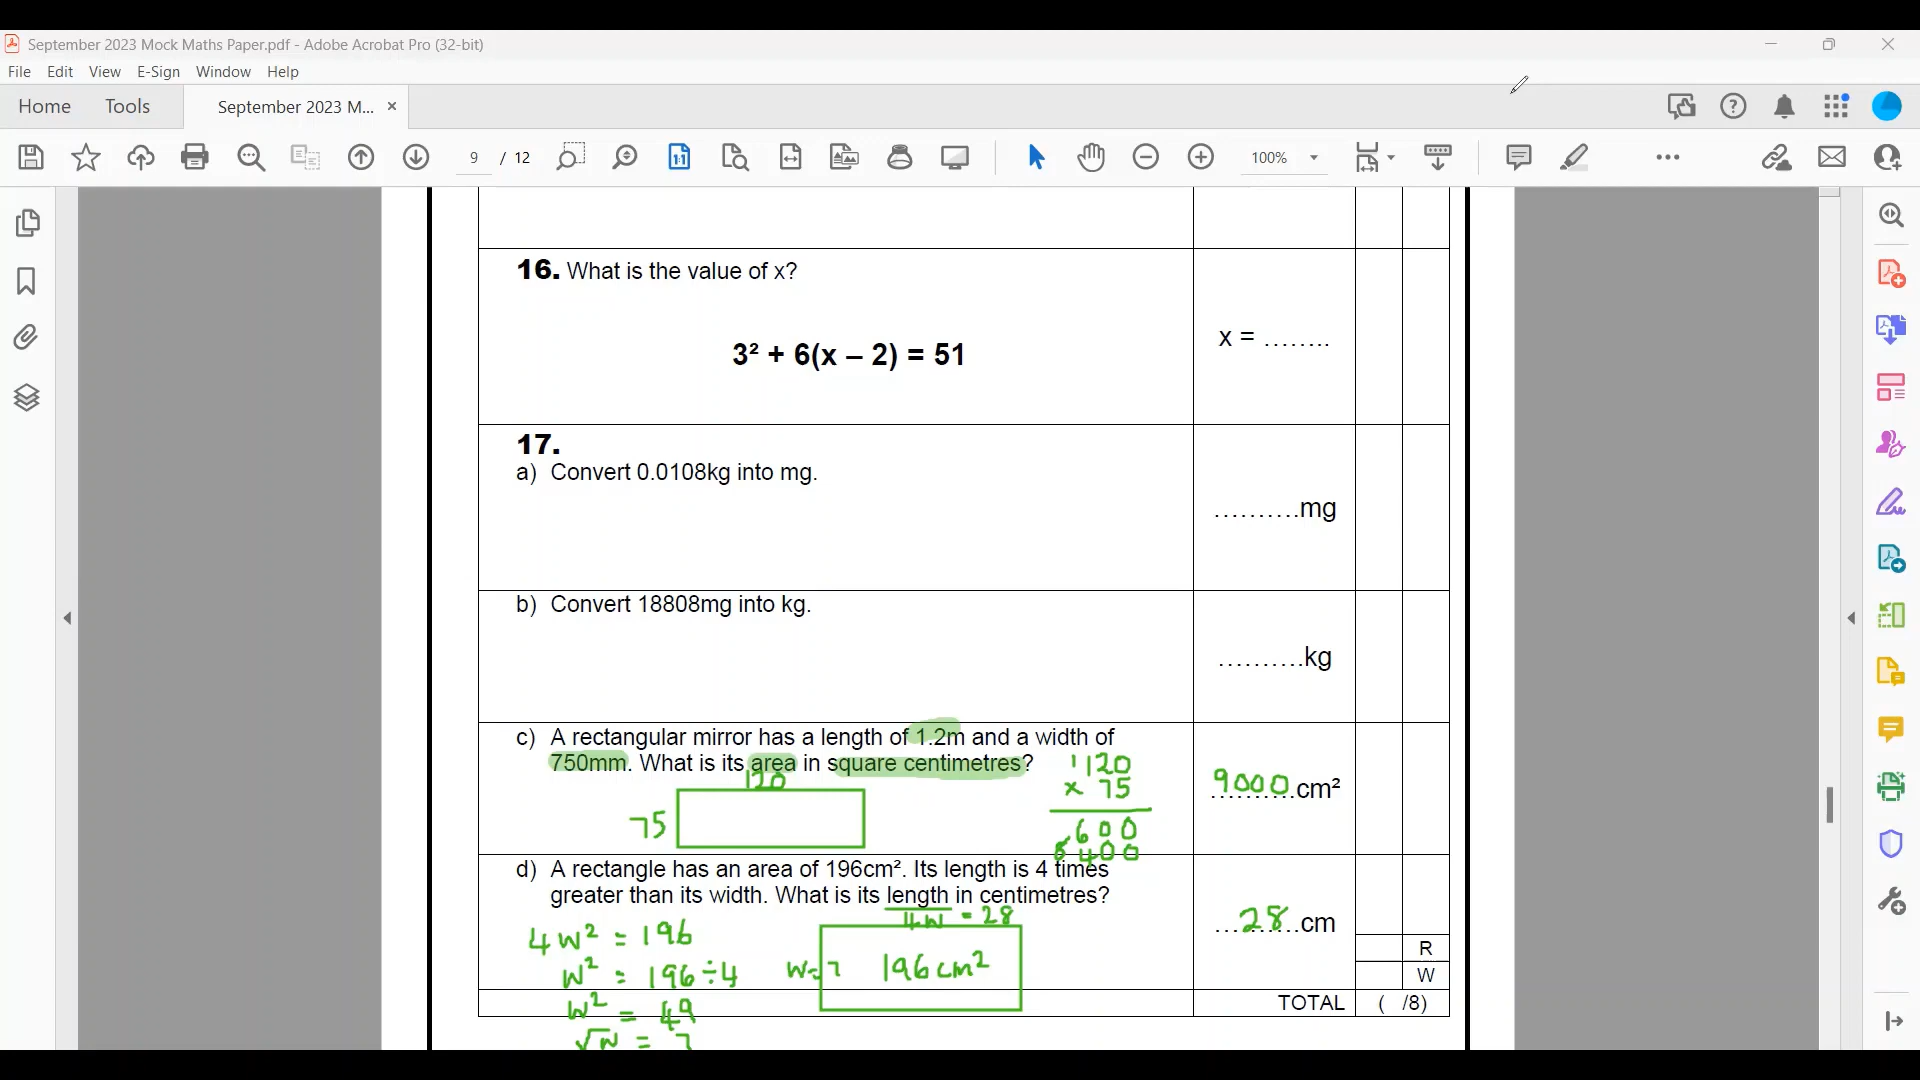 September 2023 Mock Maths Paper.pdf - Adobe Acrobat Pro (32-bit)
File Edit View E-Sign Window Help
Home Tools September 2023 M... ×
9 / 12 1:1 100%
16. What is the value of x?
3² + 6(x – 2) = 51
x = ........
17.
a) Convert 0.0108kg into mg.
..........mg
b) Convert 18808mg into kg.
..........kg
c) A rectangular mirror has a length of 1.2m and a width of
750mm. What is its area in square centimetres?
120
75
120
x 75
600
8400
9000 cm²
d) A rectangle has an area of 196cm². Its length is 4 times
greater than its width. What is its length in centimetres?
4w = 28
28 cm
4w² = 196
w² = 196 ÷ 4
w = 7 196 cm²
w² = 49
√w = 7
R
W
TOTAL ( /8)